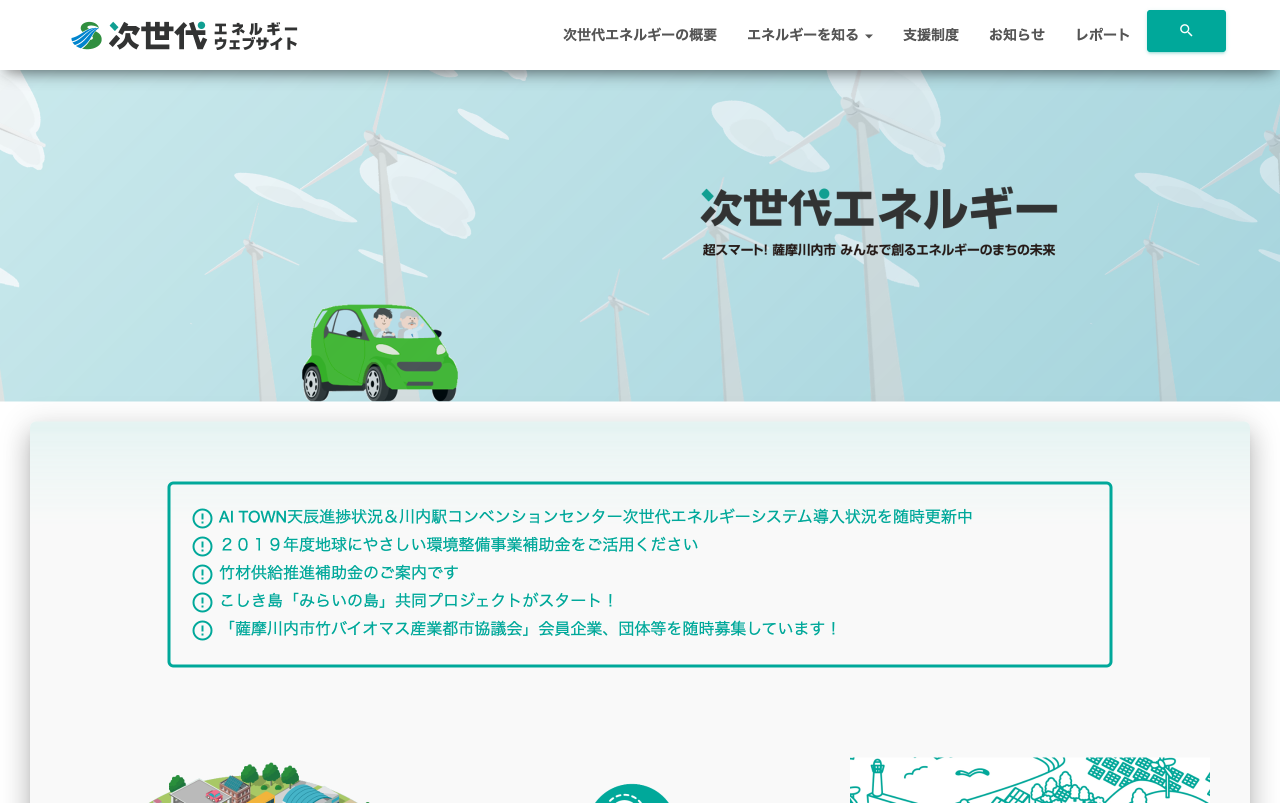 次世代エネルギーウェブサイト
次世代エネルギーの概要
エネルギーを知る
支援制度
お知らせ
レポート
次世代エネルギー
超スマート! 薩摩川内市 みんなで創るエネルギーのまちの未来
AI TOWN天辰進捗状況＆川内駅コンベンションセンター次世代エネルギーシステム導入状況を随時更新中
２０１９年度地球にやさしい環境整備事業補助金をご活用ください
竹材供給推進補助金のご案内です
こしき島「みらいの島」共同プロジェクトがスタート！
「薩摩川内市竹バイオマス産業都市協議会」会員企業、団体等を随時募集しています！